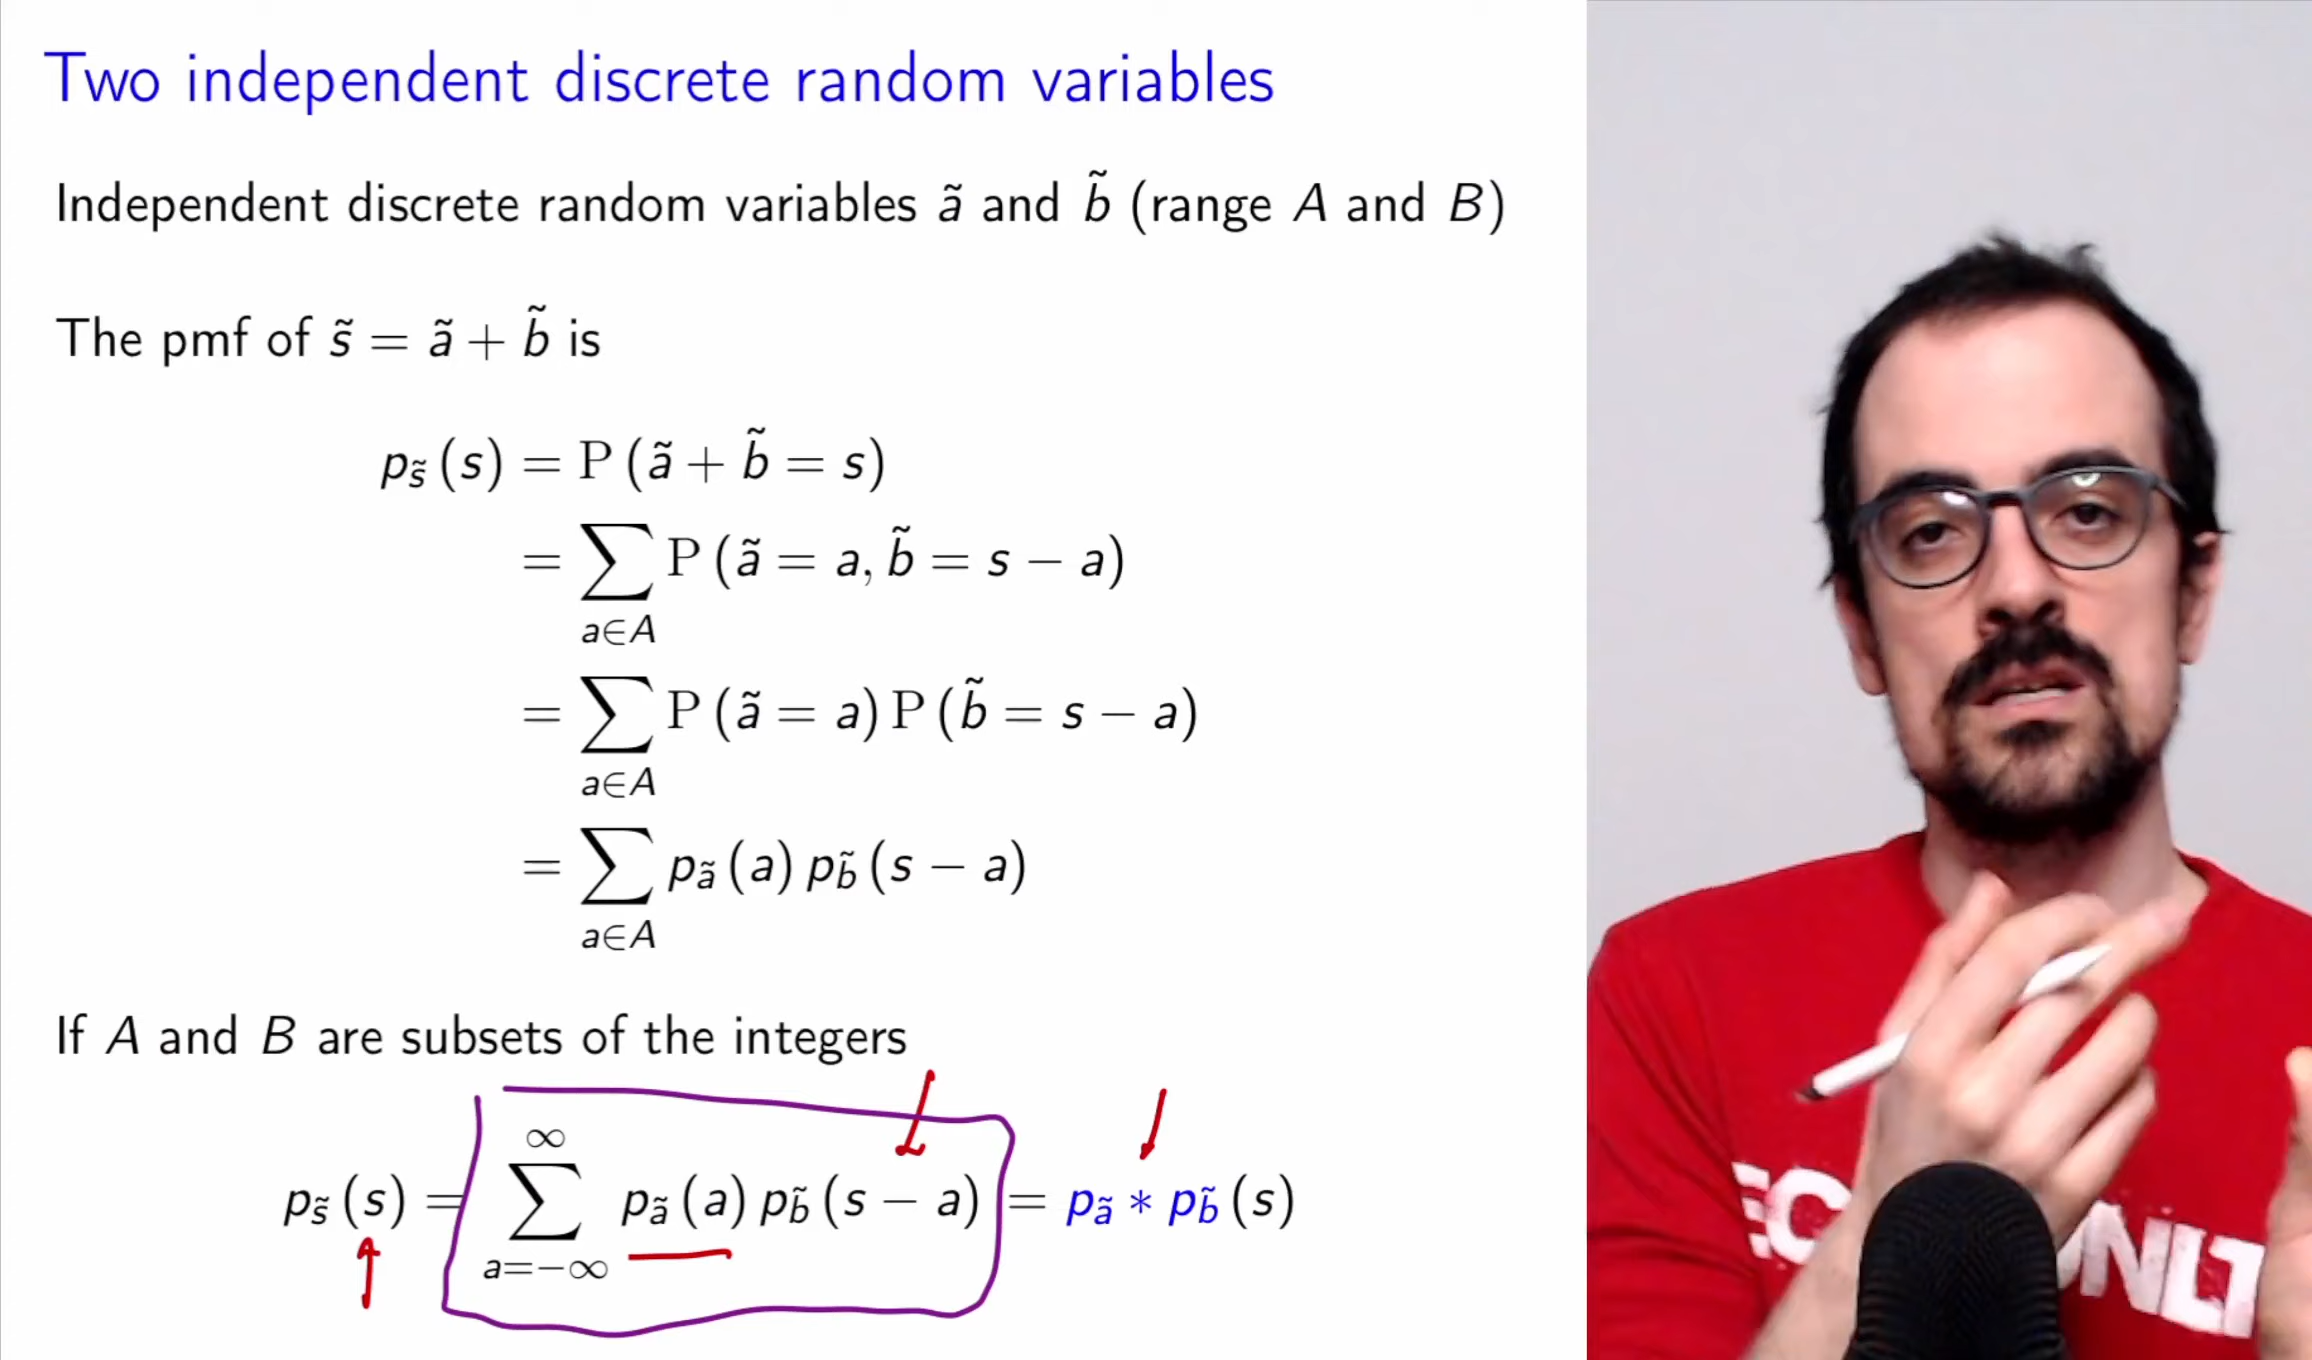 Two independent discrete random variables
Independent discrete random variables ã and b̃ (range A and B)
The pmf of s̃ = ã + b̃ is
p_s̃ (s) = P (ã + b̃ = s)
= ∑_{a∈A} P (ã = a, b̃ = s − a)
= ∑_{a∈A} P (ã = a) P (b̃ = s − a)
= ∑_{a∈A} p_ã (a) p_b̃ (s − a)
If A and B are subsets of the integers
p_s̃ (s) = ∑_{a=−∞}^{∞} p_ã (a) p_b̃ (s − a) = p_ã ∗ p_b̃ (s)